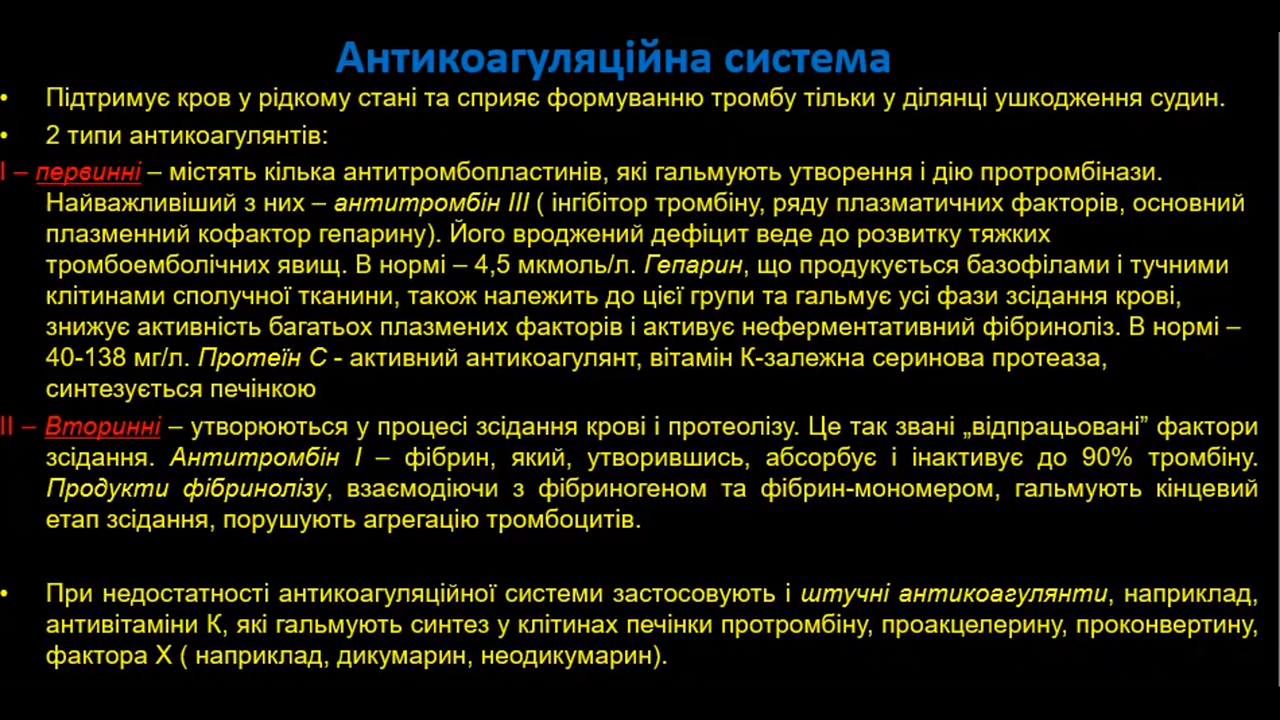 Антикоагуляційна система
• Підтримує кров у рідкому стані та сприяє формуванню тромбу тільки у ділянці ушкодження судин.
• 2 типи антикоагулянтів:
I – первинні – містять кілька антитромбопластинів, які гальмують утворення і дію протромбінази.
Найважливіший з них – антитромбін III ( інгібітор тромбіну, ряду плазматичних факторів, основний
плазменний кофактор гепарину). Його вроджений дефіцит веде до розвитку тяжких
тромбоемболічних явищ. В нормі – 4,5 мкмоль/л. Гепарин, що продукується базофілами і тучними
клітинами сполучної тканини, також належить до цієї групи та гальмує усі фази зсідання крові,
знижує активність багатьох плазмених факторів і активує неферментативний фібриноліз. В нормі –
40-138 мг/л. Протеїн С - активний антикоагулянт, вітамін К-залежна серинова протеаза,
синтезується печінкою
II – Вторинні – утворюються у процесі зсідання крові і протеолізу. Це так звані „відпрацьовані” фактори
зсідання. Антитромбін I – фібрин, який, утворившись, абсорбує і інактивує до 90% тромбіну.
Продукти фібринолізу, взаємодіючи з фібриногеном та фібрин-мономером, гальмують кінцевий
етап зсідання, порушують агрегацію тромбоцитів.
• При недостатності антикоагуляційної системи застосовують і штучні антикоагулянти, наприклад,
антивітаміни К, які гальмують синтез у клітинах печінки протромбіну, проакцелерину, проконвертину,
фактора X ( наприклад, дикумарин, неодикумарин).